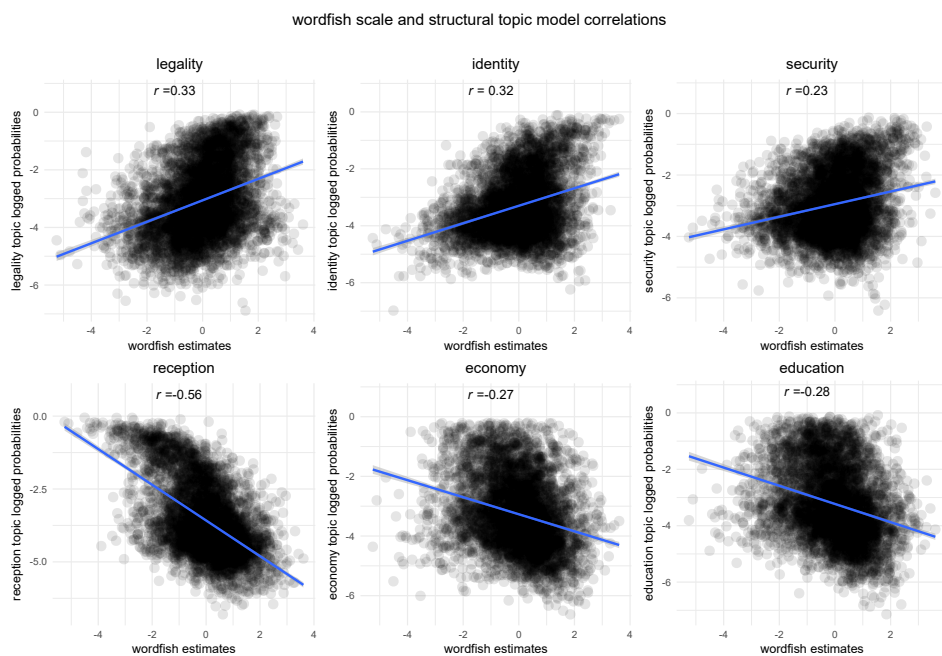 wordfish scale and structural topic model correlations
legality
r =0.33
legality topic logged probabilities
0
-2
-4
-6
-4
-2
0
2
4
wordfish estimates
identity
r = 0.32
identity topic logged probabilities
0
-2
-4
-6
-4
-2
0
2
4
wordfish estimates
security
r =0.23
security topic logged probabilities
0
-2
-4
-6
-4
-2
0
2
4
wordfish estimates
reception
r =-0.56
reception topic logged probabilities
0.0
-2.5
-5.0
-4
-2
0
2
4
wordfish estimates
economy
r =-0.27
economy topic logged probabilities
0
-2
-4
-6
-4
-2
0
2
4
wordfish estimates
education
r =-0.28
education topic logged probabilities
0
-2
-4
-6
-4
-2
0
2
4
wordfish estimates